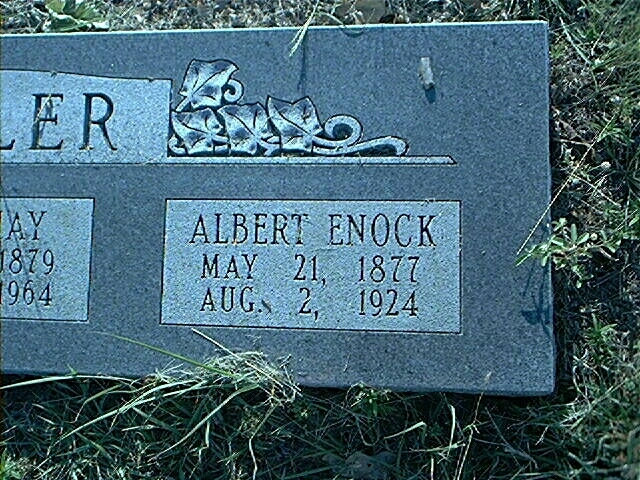 LER
AY
1879
1964
ALBERT ENOCK
MAY 21, 1877
AUG. 2, 1924